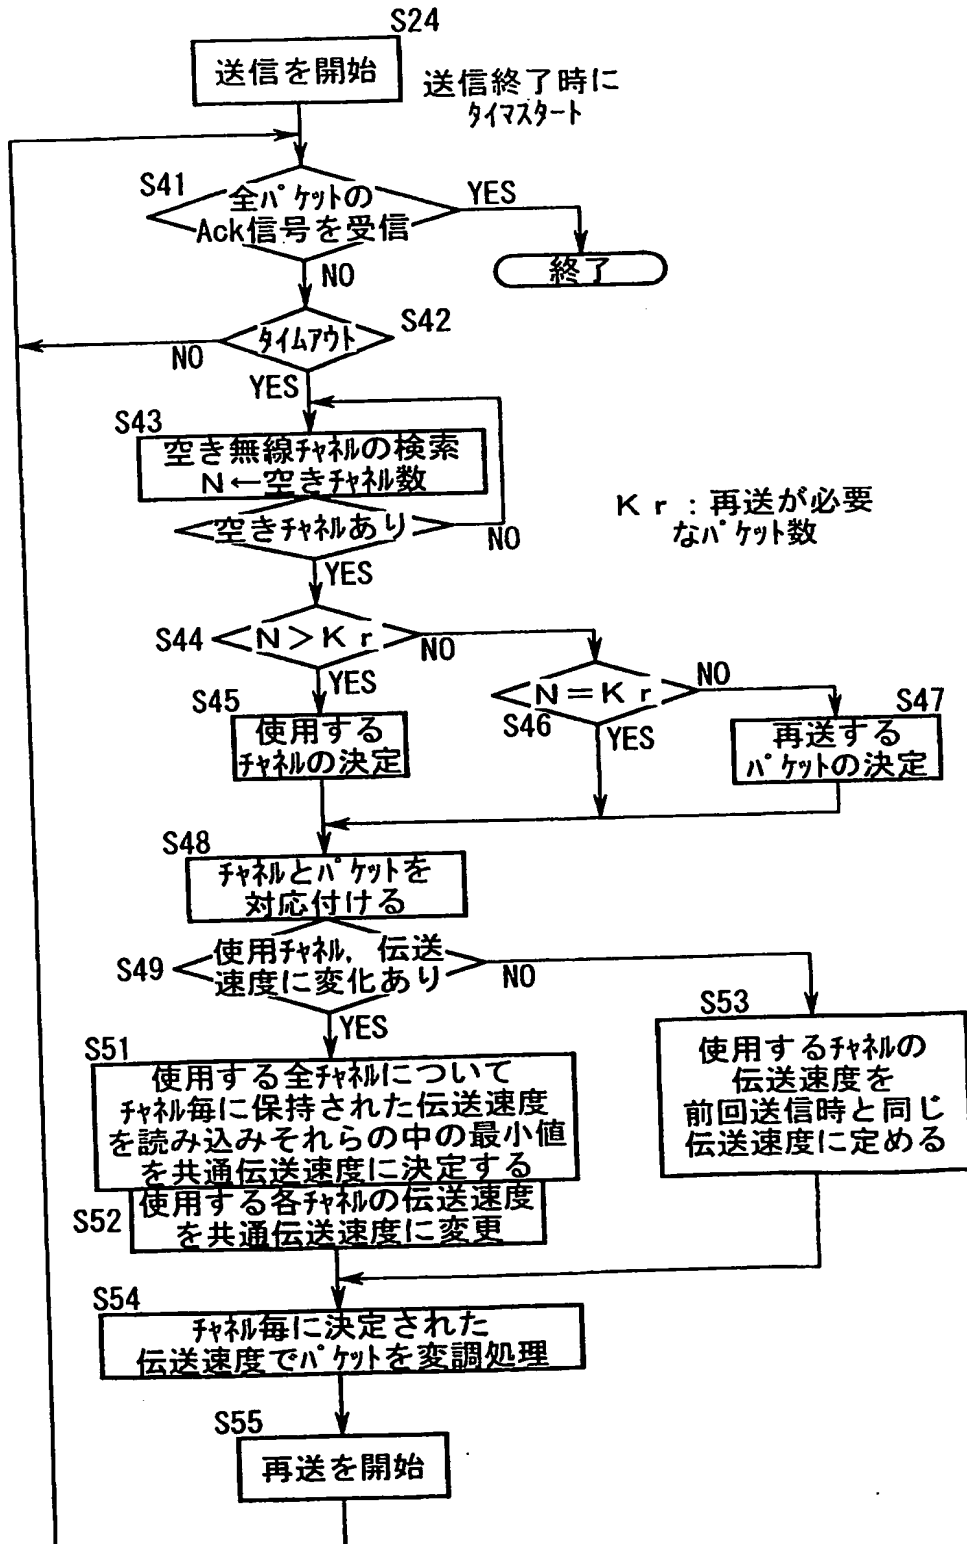 S24
送信を開始
送信終了時に
タイマスタート
S41
全パケットの
Ack信号を受信
YES
終了
NO
S42
タイムアウト
NO
YES
S43
空き無線チャネルの検索
N←空きチャネル数
空きチャネルあり
NO
YES
Kr:再送が必要
なパケット数
S44
N>Kr
NO
YES
S46
N=Kr
NO
YES
S45
使用する
チャネルの決定
S47
再送する
パケットの決定
S48
チャネルとパケットを
対応付ける
S49
使用チャネル,伝送
速度に変化あり
NO
YES
S51
使用する全チャネルについて
チャネル毎に保持された伝送速度
を読み込みそれらの中の最小値
を共通伝送速度に決定する
S52
使用する各チャネルの伝送速度
を共通伝送速度に変更
S53
使用するチャネルの
伝送速度を
前回送信時と同じ
伝送速度に定める
S54
チャネル毎に決定された
伝送速度でパケットを変調処理
S55
再送を開始